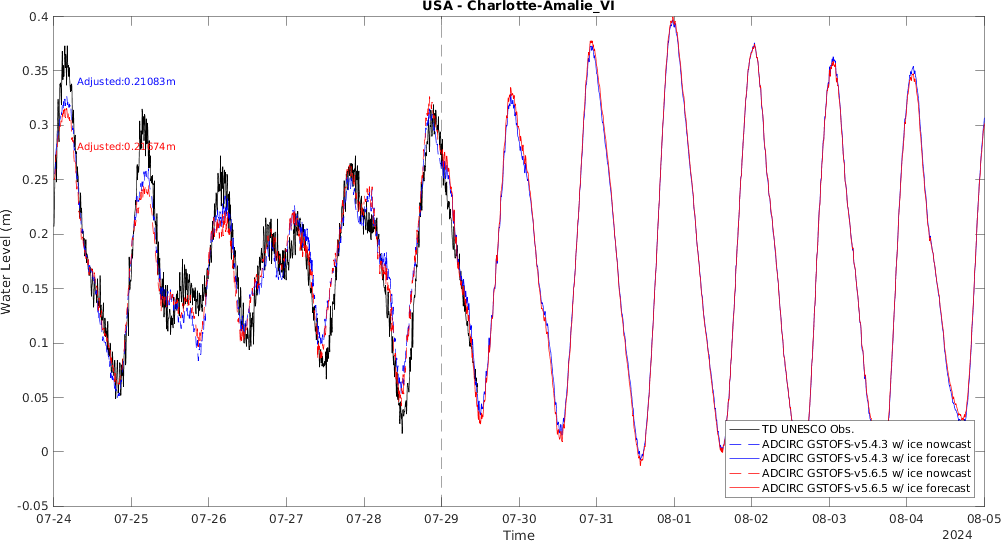 USA - Charlotte-Amalie_VI
0.4
0.35
0.3
0.25
0.2
0.15
0.1
0.05
0
-0.05
Water Level (m)
Adjusted:0.21083m
TD UNESCO Obs.
ADCIRC GSTOFS-v5.4.3 w/ ice nowcast
ADCIRC GSTOFS-v5.4.3 w/ ice forecast
ADCIRC GSTOFS-v5.6.5 w/ ice nowcast
ADCIRC GSTOFS-v5.6.5 w/ ice forecast
07-24 07-25 07-26 07-27 07-28 07-29 07-30 07-31 08-01 08-02 08-03 08-04 08-05
Time
2024